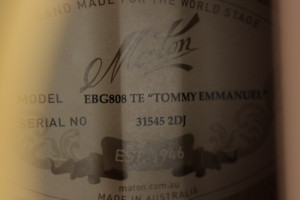 AND MADE FOR THE WORLD STAGE
Maton
MODEL EBG808 TE "TOMMY EMMANUEL"
SERIAL NO 31545 2DJ
EST. 1946
maton.com.au
MADE IN AUSTRALIA